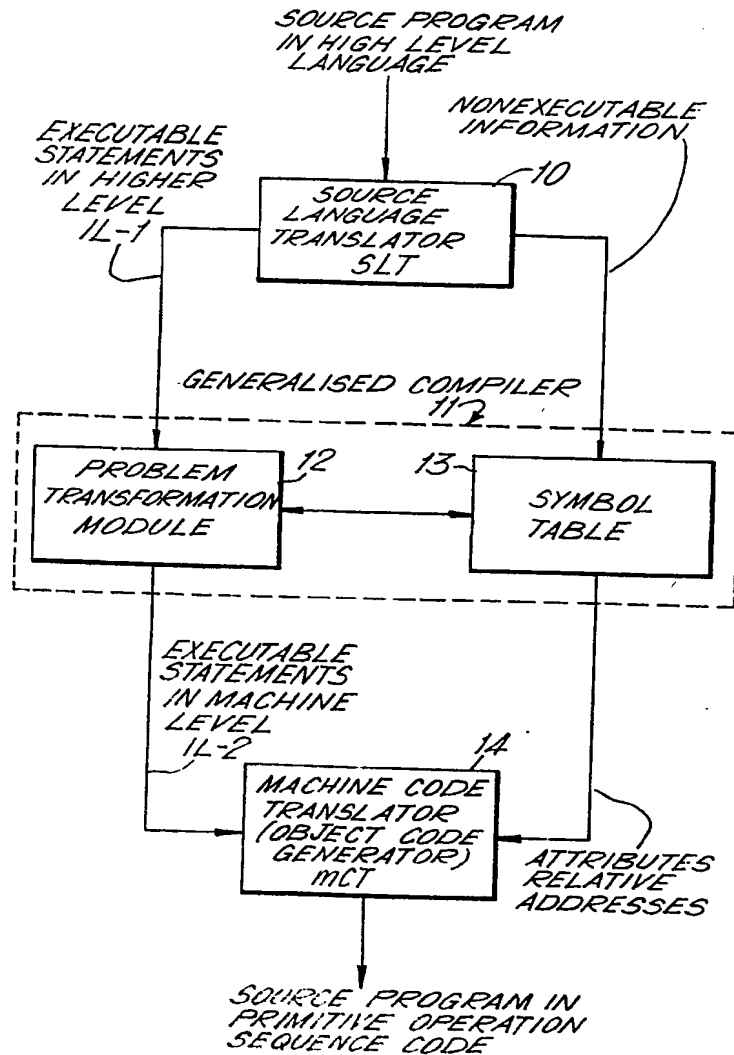 SOURCE PROGRAM
IN HIGH LEVEL
LANGUAGE
NONEXECUTABLE
INFORMATION
EXECUTABLE
STATEMENTS
IN HIGHER
LEVEL
IL-1
10
SOURCE
LANGUAGE
TRANSLATOR
SLT
GENERALISED COMPILER
11
PROBLEM
TRANSFORMATION
MODULE
12
13
SYMBOL
TABLE
EXECUTABLE
STATEMENTS
IN MACHINE
LEVEL
IL-2
14
MACHINE CODE
TRANSLATOR
(OBJECT CODE
GENERATOR)
mCT
ATTRIBUTES
RELATIVE
ADDRESSES
SOURCE PROGRAM IN
PRIMITIVE OPERATION
SEQUENCE CODE